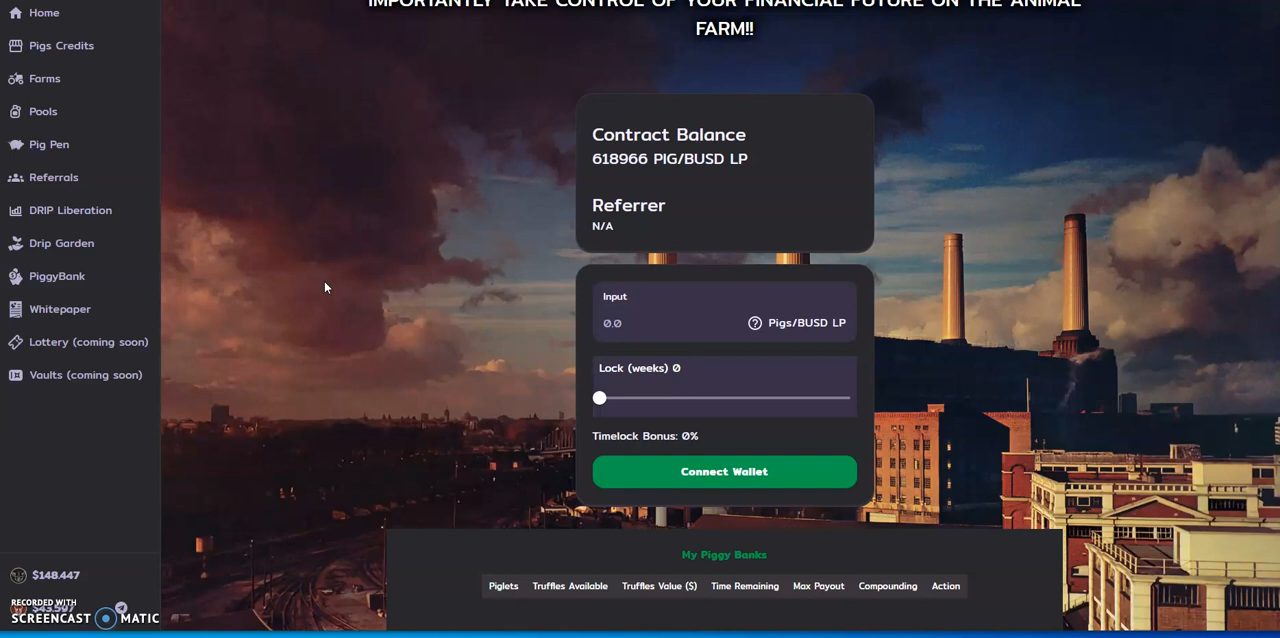 IMPORTANTLY TAKE CONTROL OF YOUR FINANCIAL FUTURE ON THE ANIMAL
FARM!!
Home
Pigs Credits
Farms
Pools
Pig Pen
Referrals
DRIP Liberation
Drip Garden
PiggyBank
Whitepaper
Lottery (coming soon)
Vaults (coming soon)
$148.447
$43.507
RECORDED WITH
SCREENCAST MATIC
Contract Balance
618966 PIG/BUSD LP
Referrer
N/A
Input
0.0 Pigs/BUSD LP
Lock (weeks) 0
Timelock Bonus: 0%
Connect Wallet
My Piggy Banks
Piglets Truffles Available Truffles Value ($) Time Remaining Max Payout Compounding Action